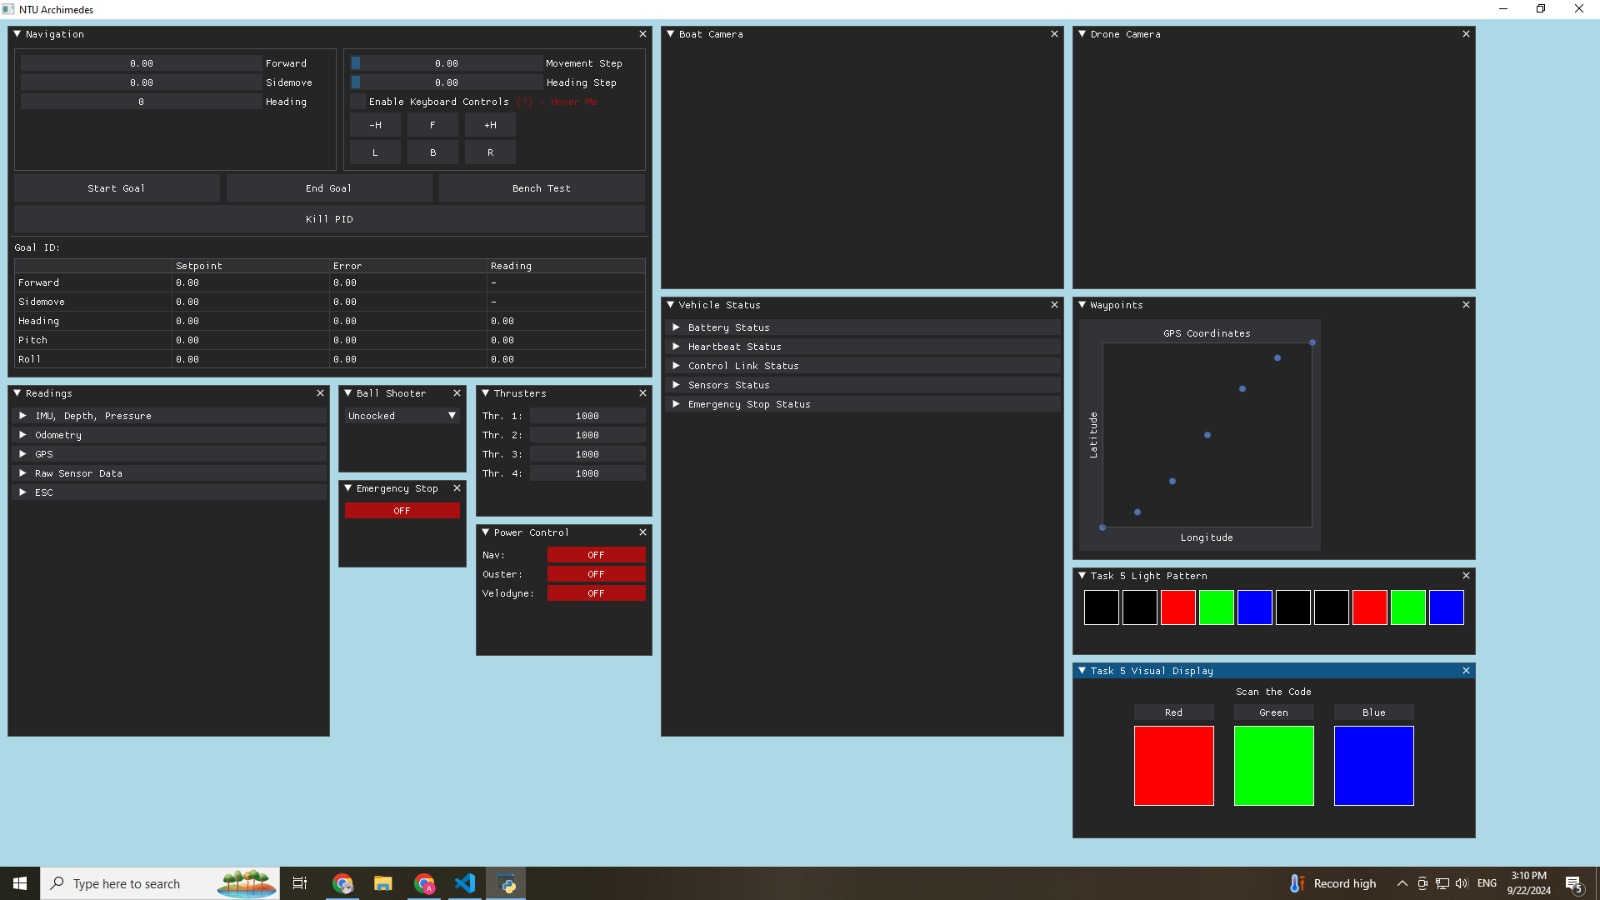 NTU Archimedes
Navigation
0.00 Forward
0.00 Sidemove
0 Heading
0.00 Movement Step
0.00 Heading Step
Enable Keyboard Controls (?) - Hover Me
-H F +H
L B R
Start Goal End Goal Bench Test
Kill PID
Goal ID:
Setpoint Error Reading
Forward 0.00 0.00 -
Sidemove 0.00 0.00 -
Heading 0.00 0.00 0.00
Pitch 0.00 0.00 0.00
Roll 0.00 0.00 0.00
Readings
IMU, Depth, Pressure
Odometry
GPS
Raw Sensor Data
ESC
Ball Shooter
Uncocked
Emergency Stop
OFF
Thrusters
Thr. 1: 1000
Thr. 2: 1000
Thr. 3: 1000
Thr. 4: 1000
Power Control
Nav: OFF
Ouster: OFF
Velodyne: OFF
Boat Camera
Vehicle Status
Battery Status
Heartbeat Status
Control Link Status
Sensors Status
Emergency Stop Status
Drone Camera
Waypoints
GPS Coordinates
Latitude
Longitude
Task 5 Light Pattern
Task 5 Visual Display
Scan the Code
Red Green Blue
Type here to search
Record high
ENG
3:10 PM
9/22/2024
5